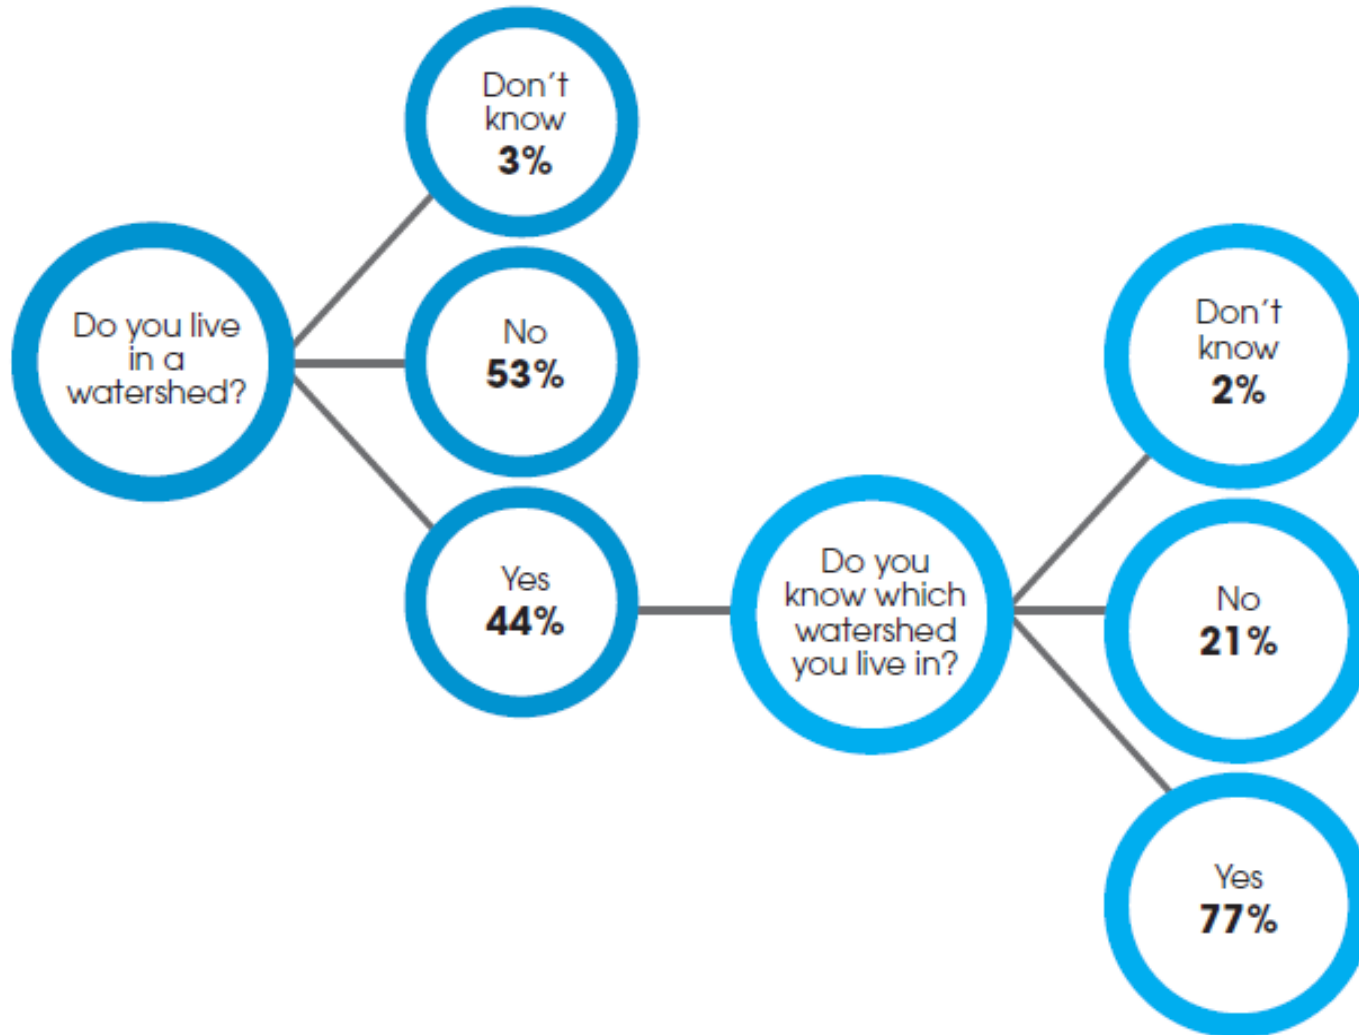 Do you live
in a
watershed?
Don't
know
3%
No
53%
Yes
44%
Do you
know which
watershed
you live in?
Don't
know
2%
No
21%
Yes
77%